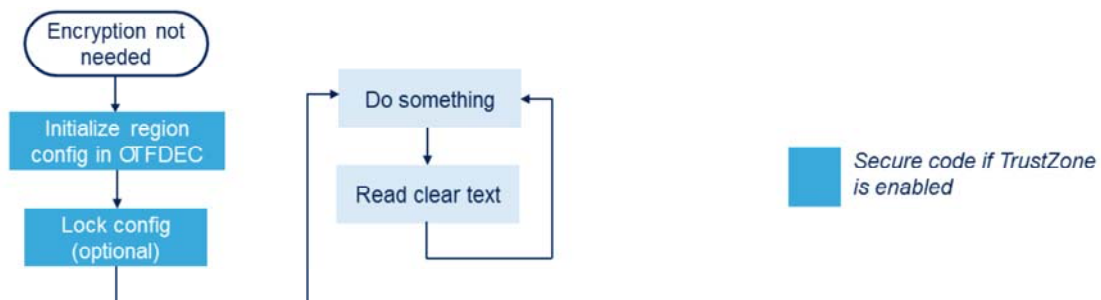 Encryption not
needed
Initialize region
config in OTFDEC
Lock config
(optional)
Do something
Read clear text
Secure code if TrustZone
is enabled